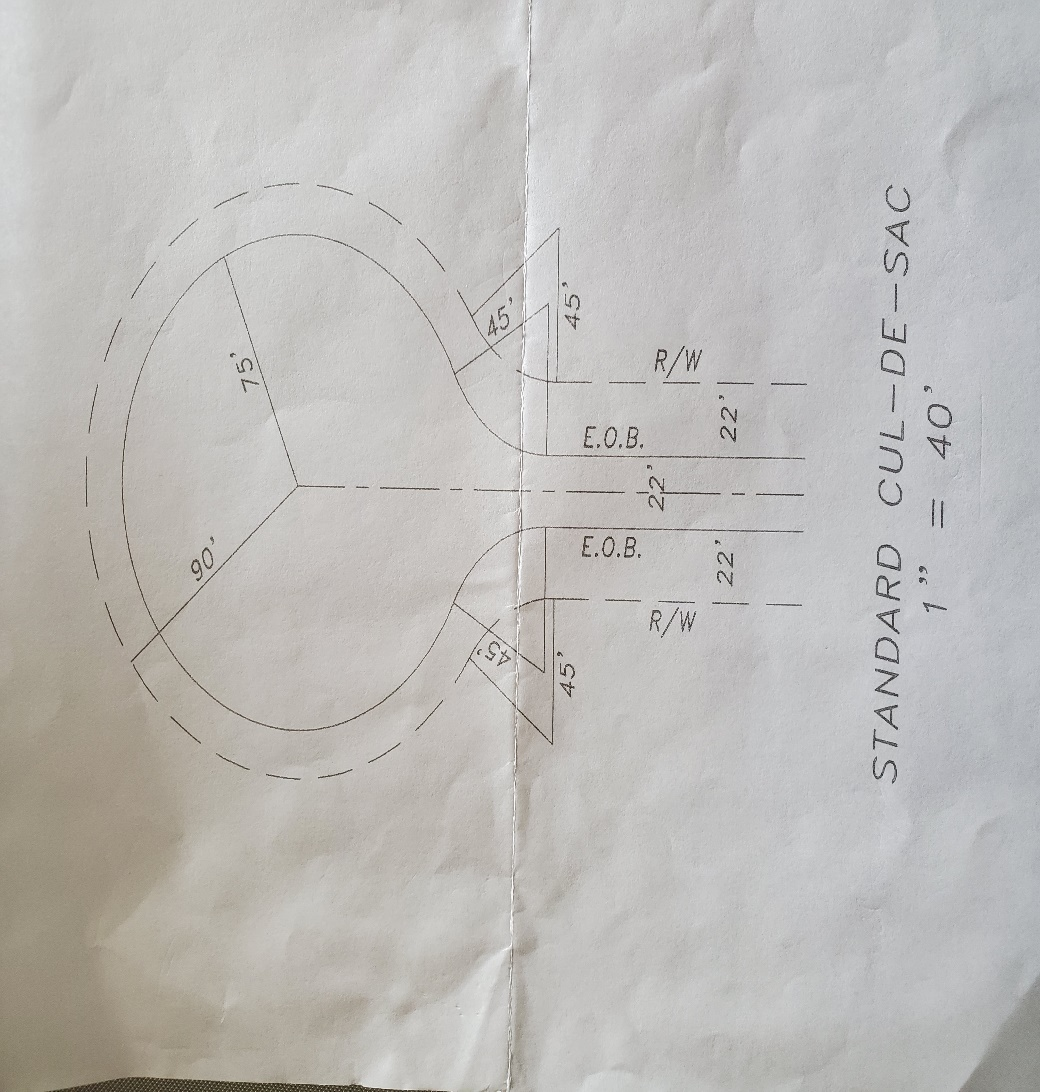 75'
90'
45'
45'
R/W
22'
E.O.B.
22'
E.O.B.
22'
R/W
45'
45'
STANDARD CUL-DE-SAC
1" = 40'